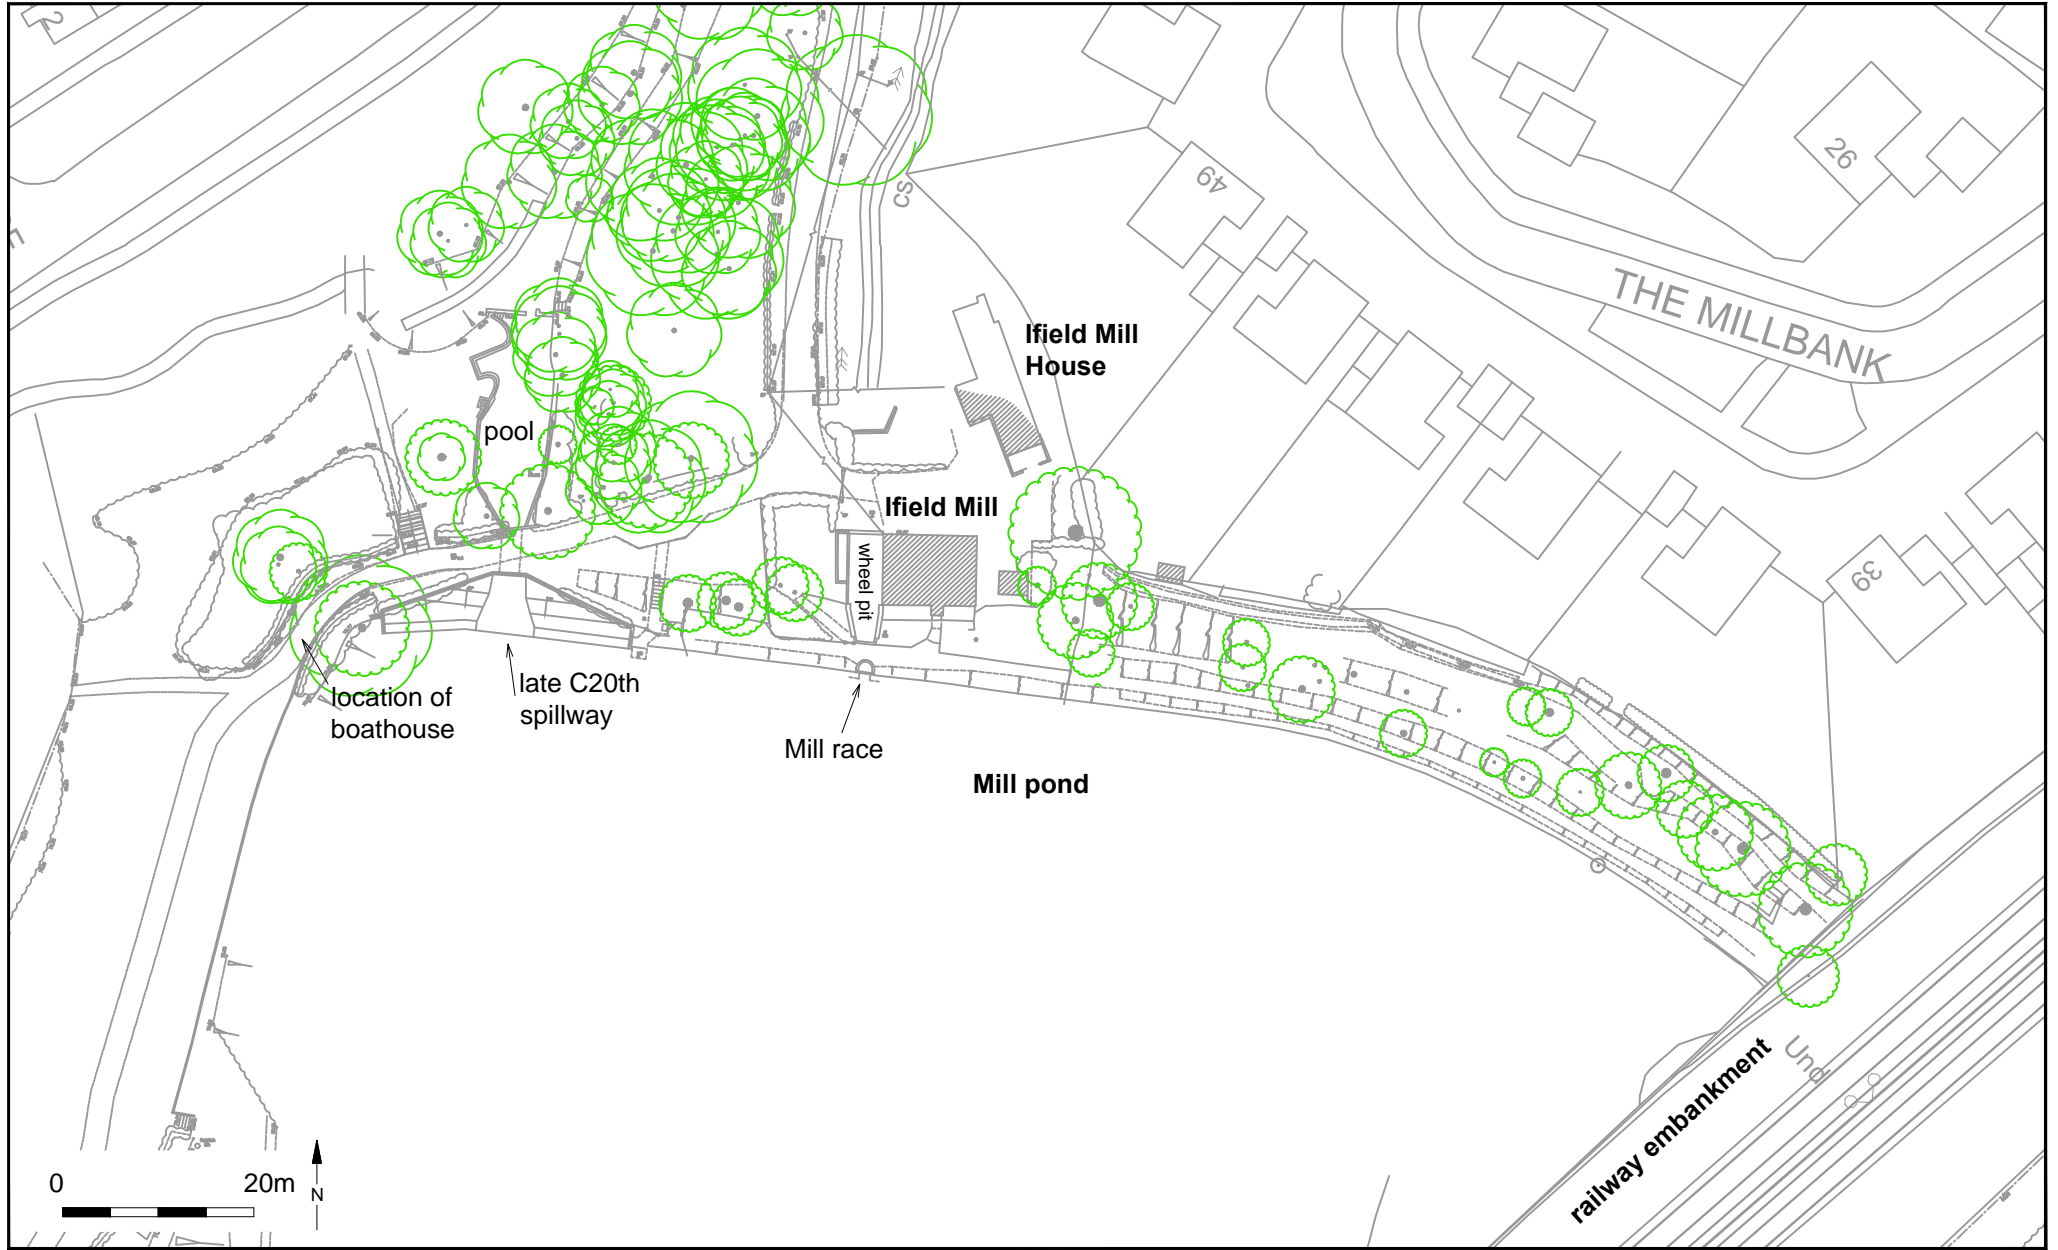 2
26
49
cs
THE MILLBANK
Ifield Mill
House
pool
Ifield Mill
wheel pit
39
location of
boathouse
late C20th
spillway
Mill race
Mill pond
Und
railway embankment
0 20m
N